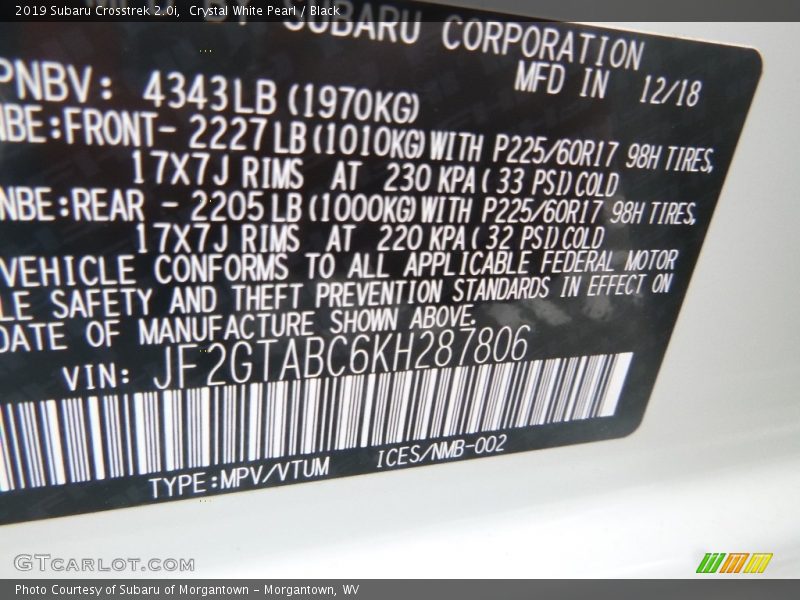 2019 Subaru Crosstrek 2.0i,  Crystal White Pearl / Black
SUBARU CORPORATION
MFD IN 12/18
PNBV: 4343LB (1970KG)
NBE:FRONT- 2227 LB(1010KG)WITH P225/60R17 98H TIRES,
17X7J RIMS AT 230 KPA( 33 PSI)COLD
NBE:REAR - 2205 LB(1000KG)WITH P225/60R17 98H TIRES,
17X7J RIMS AT 220 KPA( 32 PSI)COLD
VEHICLE CONFORMS TO ALL APPLICABLE FEDERAL MOTOR
LE SAFETY AND THEFT PREVENTION STANDARDS IN EFFECT ON
DATE OF MANUFACTURE SHOWN ABOVE.
VIN: JF2GTABC6KH287806
TYPE:MPV/VTUM ICES/NMB-002
GTCARLOT.COM
Photo Courtesy of Subaru of Morgantown - Morgantown, WV